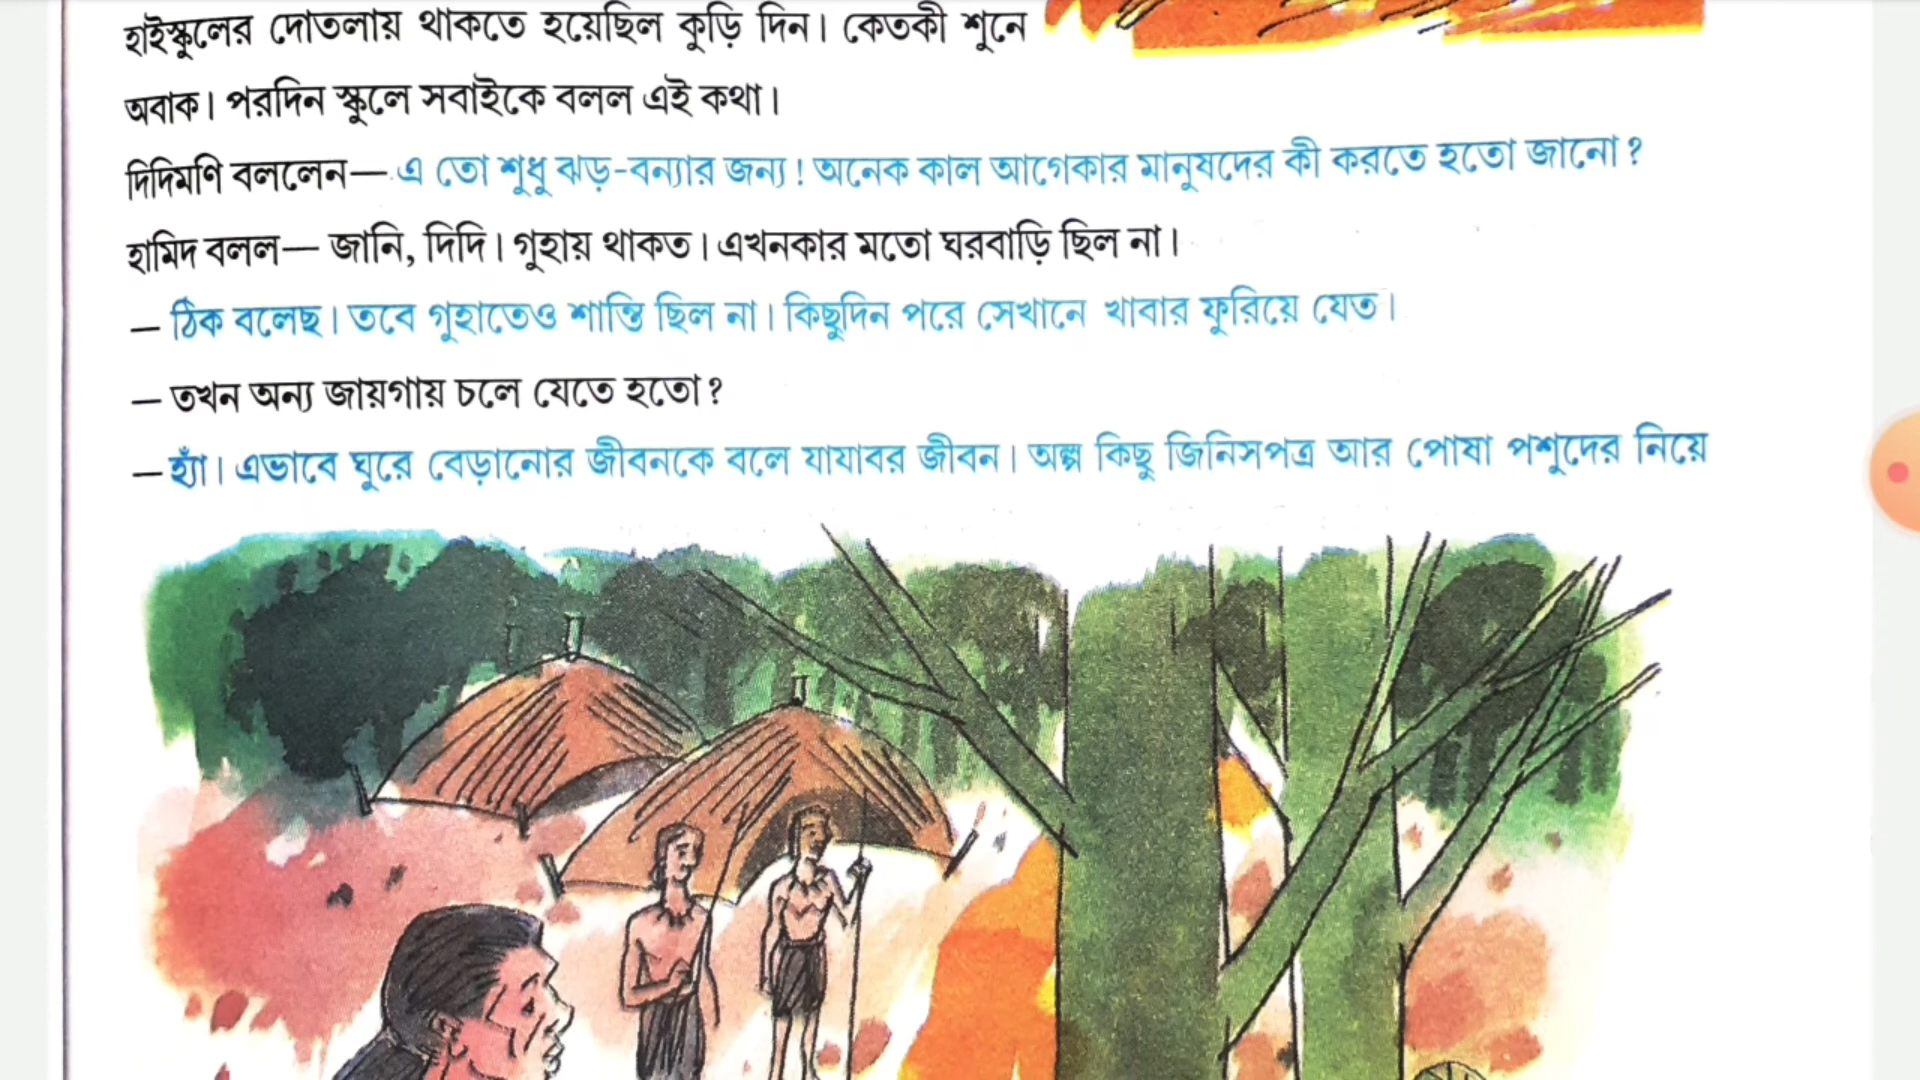 হাইস্কুলের দোতলায় থাকতে হয়েছিল কুড়ি দিন। কেতকী শুনে
অবাক। পরদিন স্কুলে সবাইকে বলল এই কথা।
দিদিমণি বললেন— এ তো শুধু ঝড়-বন্যার জন্য! অনেক কাল আগেকার মানুষদের কী করতে হতো জানো?
হামিদ বলল— জানি, দিদি। গুহায় থাকত। এখনকার মতো ঘরবাড়ি ছিল না।
— ঠিক বলেছ। তবে গুহাতেও শান্তি ছিল না। কিছুদিন পরে সেখানে খাবার ফুরিয়ে যেত।
— তখন অন্য জায়গায় চলে যেতে হতো?
— হ্যাঁ। এভাবে ঘুরে বেড়ানোর জীবনকে বলে যাযাবর জীবন। অল্প কিছু জিনিসপত্র আর পোষা পশুদের নিয়ে